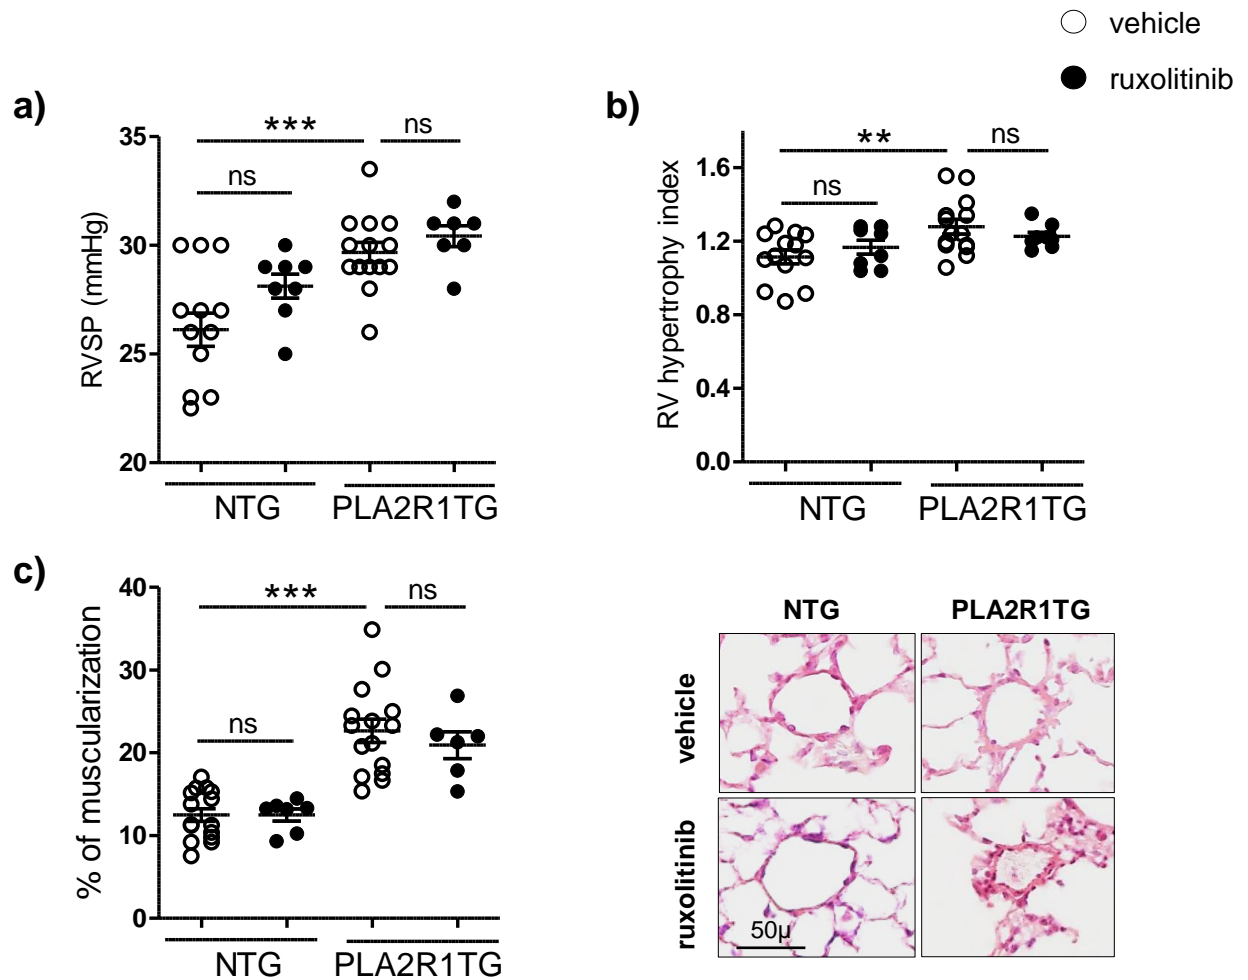 vehicle
ruxolitinib
a)
RVSP (mmHg)
35
30
25
20
***
ns
ns
NTG
PLA2R1TG
b)
RV hypertrophy index
1.6
1.2
0.8
0.4
0.0
**
ns
ns
NTG
PLA2R1TG
c)
% of muscularization
40
30
20
10
0
***
ns
ns
NTG
PLA2R1TG
NTG
PLA2R1TG
vehicle
ruxolitinib
50µ